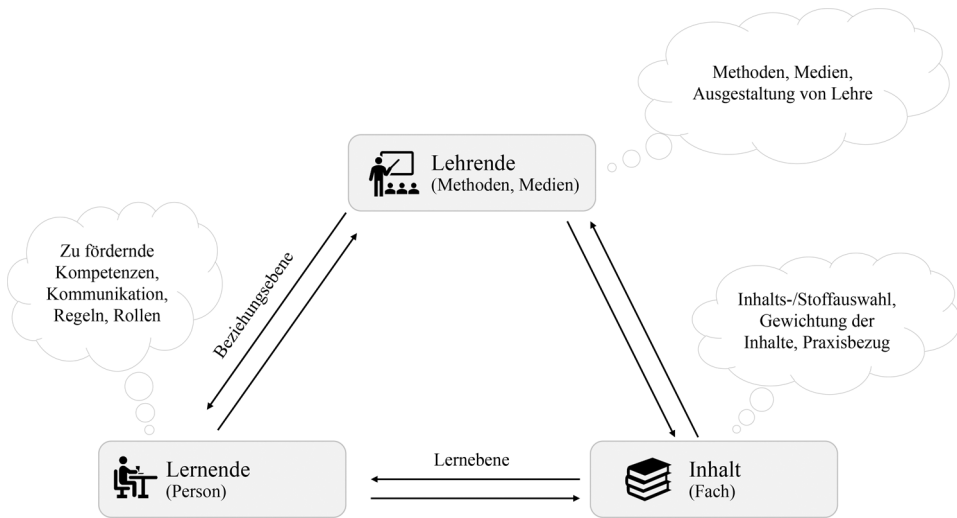 Methoden, Medien,
Ausgestaltung von Lehre
Lehrende
(Methoden, Medien)
Zu fördernde
Kompetenzen,
Kommunikation,
Regeln, Rollen
Beziehungsebene
Inhalts-/Stoffauswahl,
Gewichtung der
Inhalte, Praxisbezug
Lernebene
Lernende
(Person)
Inhalt
(Fach)